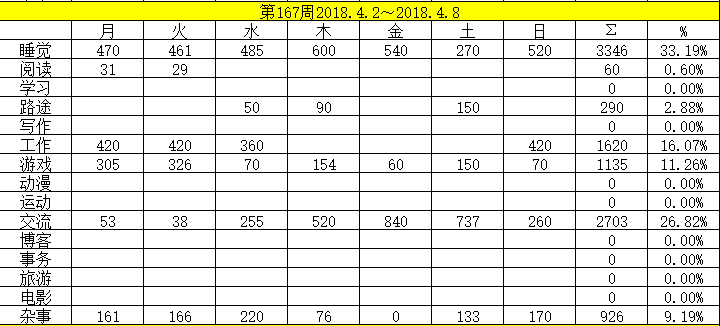 第167周2018.4.2～2018.4.8
月 火 水 木 金 土 日 Σ %
睡觉 470 461 485 600 540 270 520 3346 33.19%
阅读 31 29 60 0.60%
学习 0 0.00%
路途 50 90 150 290 2.88%
写作 0 0.00%
工作 420 420 360 420 1620 16.07%
游戏 305 326 70 154 60 150 70 1135 11.26%
动漫 0 0.00%
运动 0 0.00%
交流 53 38 255 520 840 737 260 2703 26.82%
博客 0 0.00%
事务 0 0.00%
旅游 0 0.00%
电影 0 0.00%
杂事 161 166 220 76 0 133 170 926 9.19%